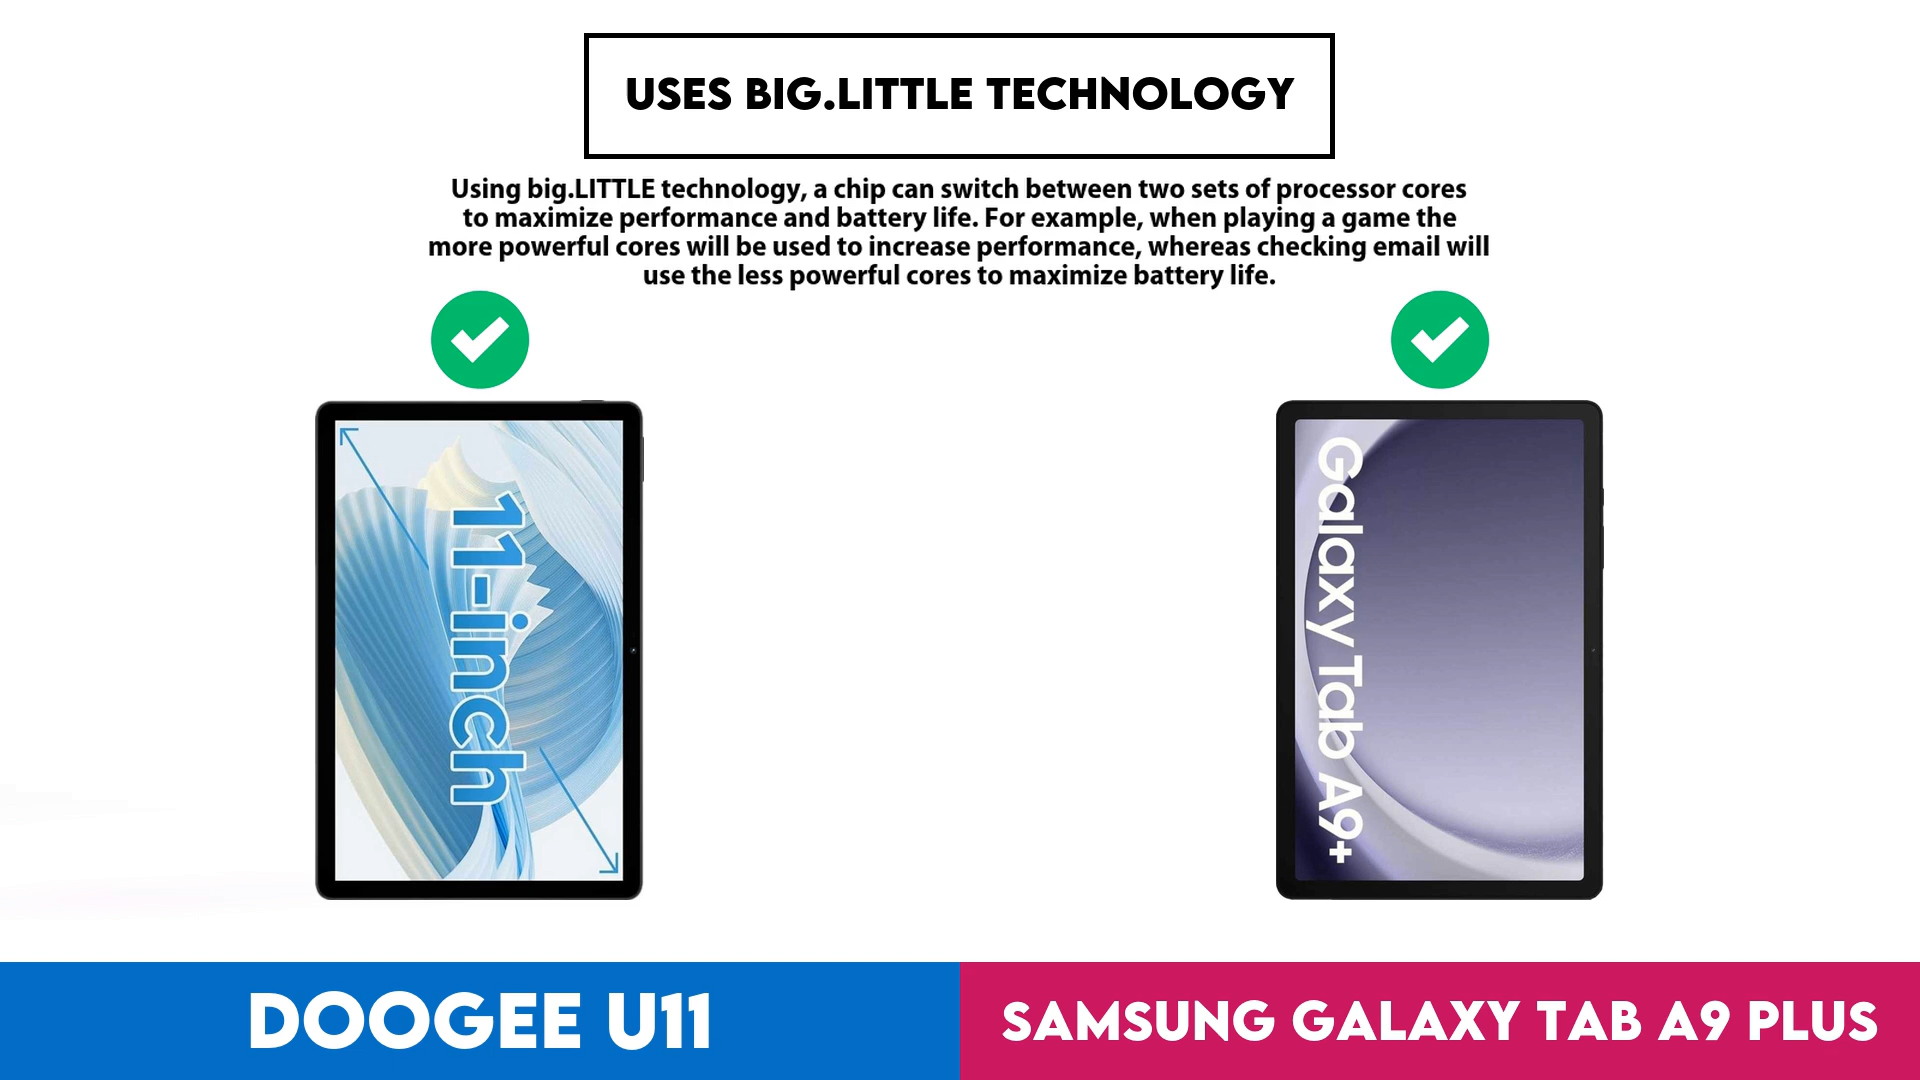 USES BIG.LITTLE TECHNOLOGY
Using big.LITTLE technology, a chip can switch between two sets of processor cores
to maximize performance and battery life. For example, when playing a game the
more powerful cores will be used to increase performance, whereas checking email will
use the less powerful cores to maximize battery life.
11-inch
Galaxy Tab A9+
DOOGEE U11
SAMSUNG GALAXY TAB A9 PLUS